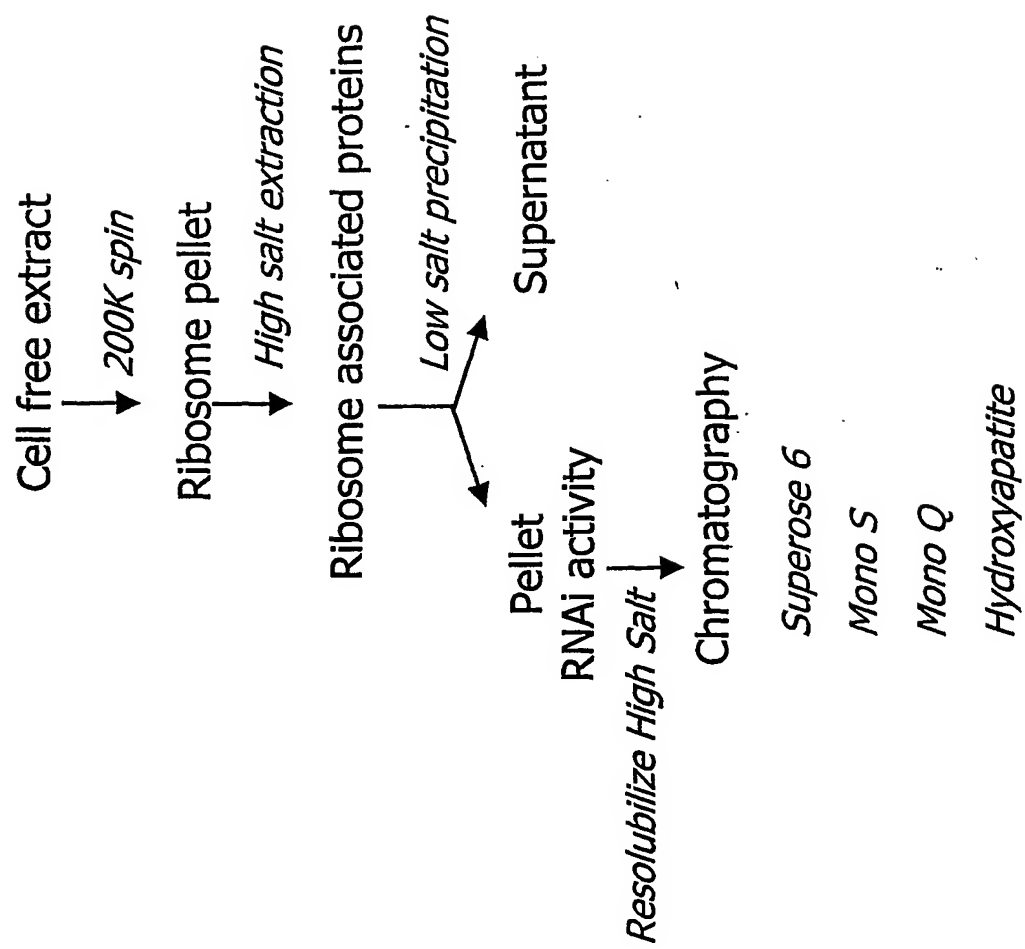 Cell free extract
200K spin
Ribosome pellet
High salt extraction
Ribosome associated proteins
Low salt precipitation
Pellet
RNAi activity
Supernatant
Resolubilize High Salt
Chromatography
Superose 6
Mono S
Mono Q
Hydroxyapatite